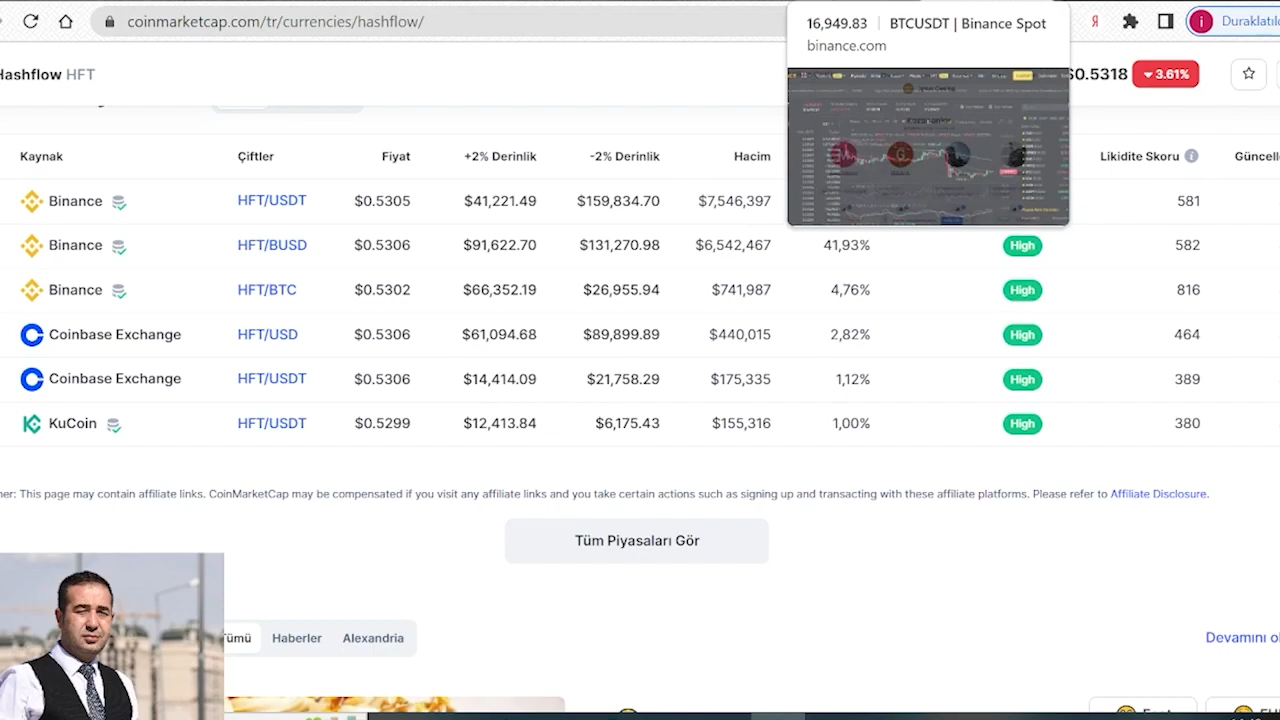 coinmarketcap.com/tr/currencies/hashflow/
16,949.83 | BTCUSDT | Binance Spot
binance.com
Duraklatıld
Hashflow HFT
$0.5318
3.61%
Kaynak Çiftler Fiyat +2% Derinlik -2% Derinlik Hacim Likidite Skoru Güncell
Binance HFT/USDT $0.5305 $41,221.49 $7,546,397 581
Binance HFT/BUSD $0.5306 $91,622.70 $131,270.98 $6,542,467 41,93% High 582
Binance HFT/BTC $0.5302 $66,352.19 $26,955.94 $741,987 4,76% High 816
Coinbase Exchange HFT/USD $0.5306 $61,094.68 $89,899.89 $440,015 2,82% High 464
Coinbase Exchange HFT/USDT $0.5306 $14,414.09 $21,758.29 $175,335 1,12% High 389
KuCoin HFT/USDT $0.5299 $12,413.84 $6,175.43 $155,316 1,00% High 380
ner: This page may contain affiliate links. CoinMarketCap may be compensated if you visit any affiliate links and you take certain actions such as signing up and transacting with these affiliate platforms. Please refer to Affiliate Disclosure.
Tüm Piyasaları Gör
Tümü Haberler Alexandria
Devamını o